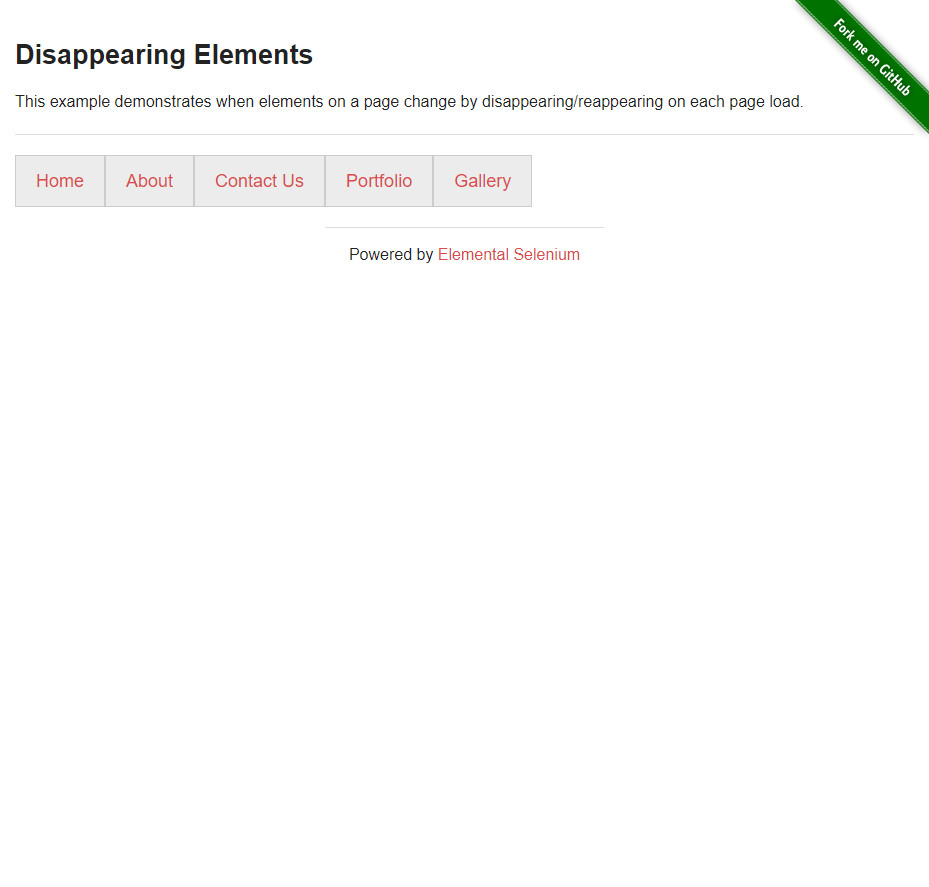 Fork me on GitHub
Disappearing Elements
This example demonstrates when elements on a page change by disappearing/reappearing on each page load.
Home About Contact Us Portfolio Gallery
Powered by Elemental Selenium